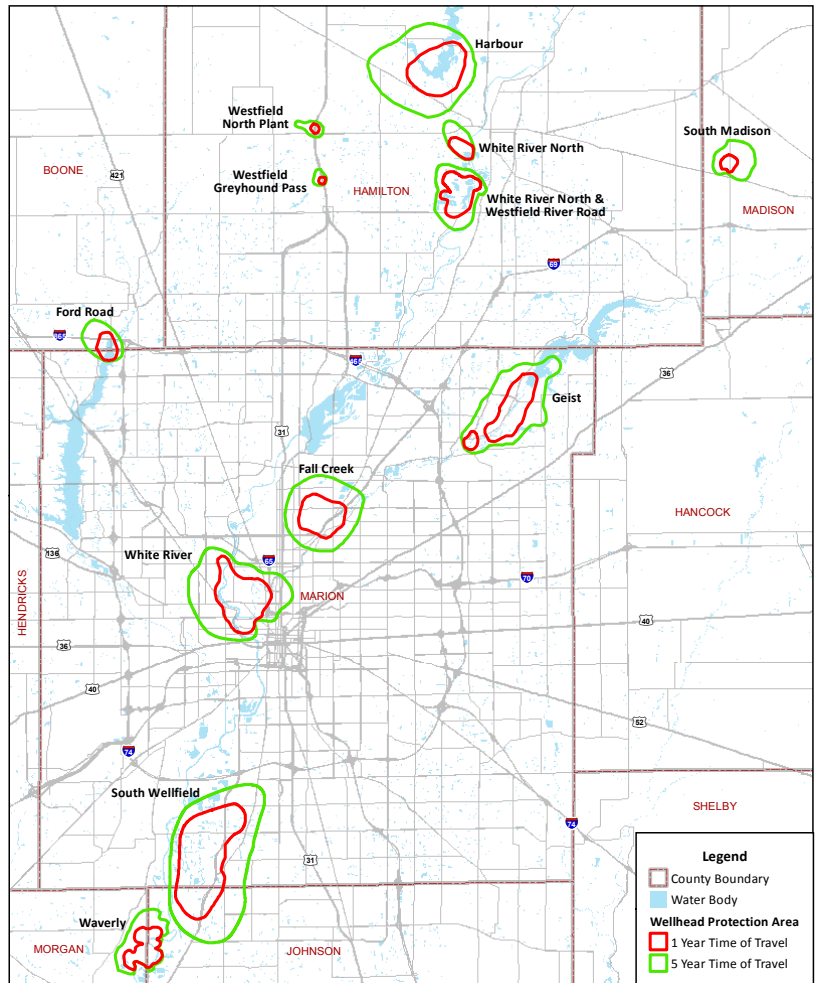 Harbour
Westfield
North Plant
White River North
South Madison
BOONE
421
Westfield
Greyhound Pass
HAMILTON
White River North &
Westfield River Road
MADISON
69
Ford Road
465
36
Geist
31
Fall Creek
HANCOCK
136
White River
65
70
MARION
HENDRICKS
40
36
40
52
74
South Wellfield
SHELBY
74
31
Waverly
MORGAN
JOHNSON
Legend
County Boundary
Water Body
Wellhead Protection Area
1 Year Time of Travel
5 Year Time of Travel